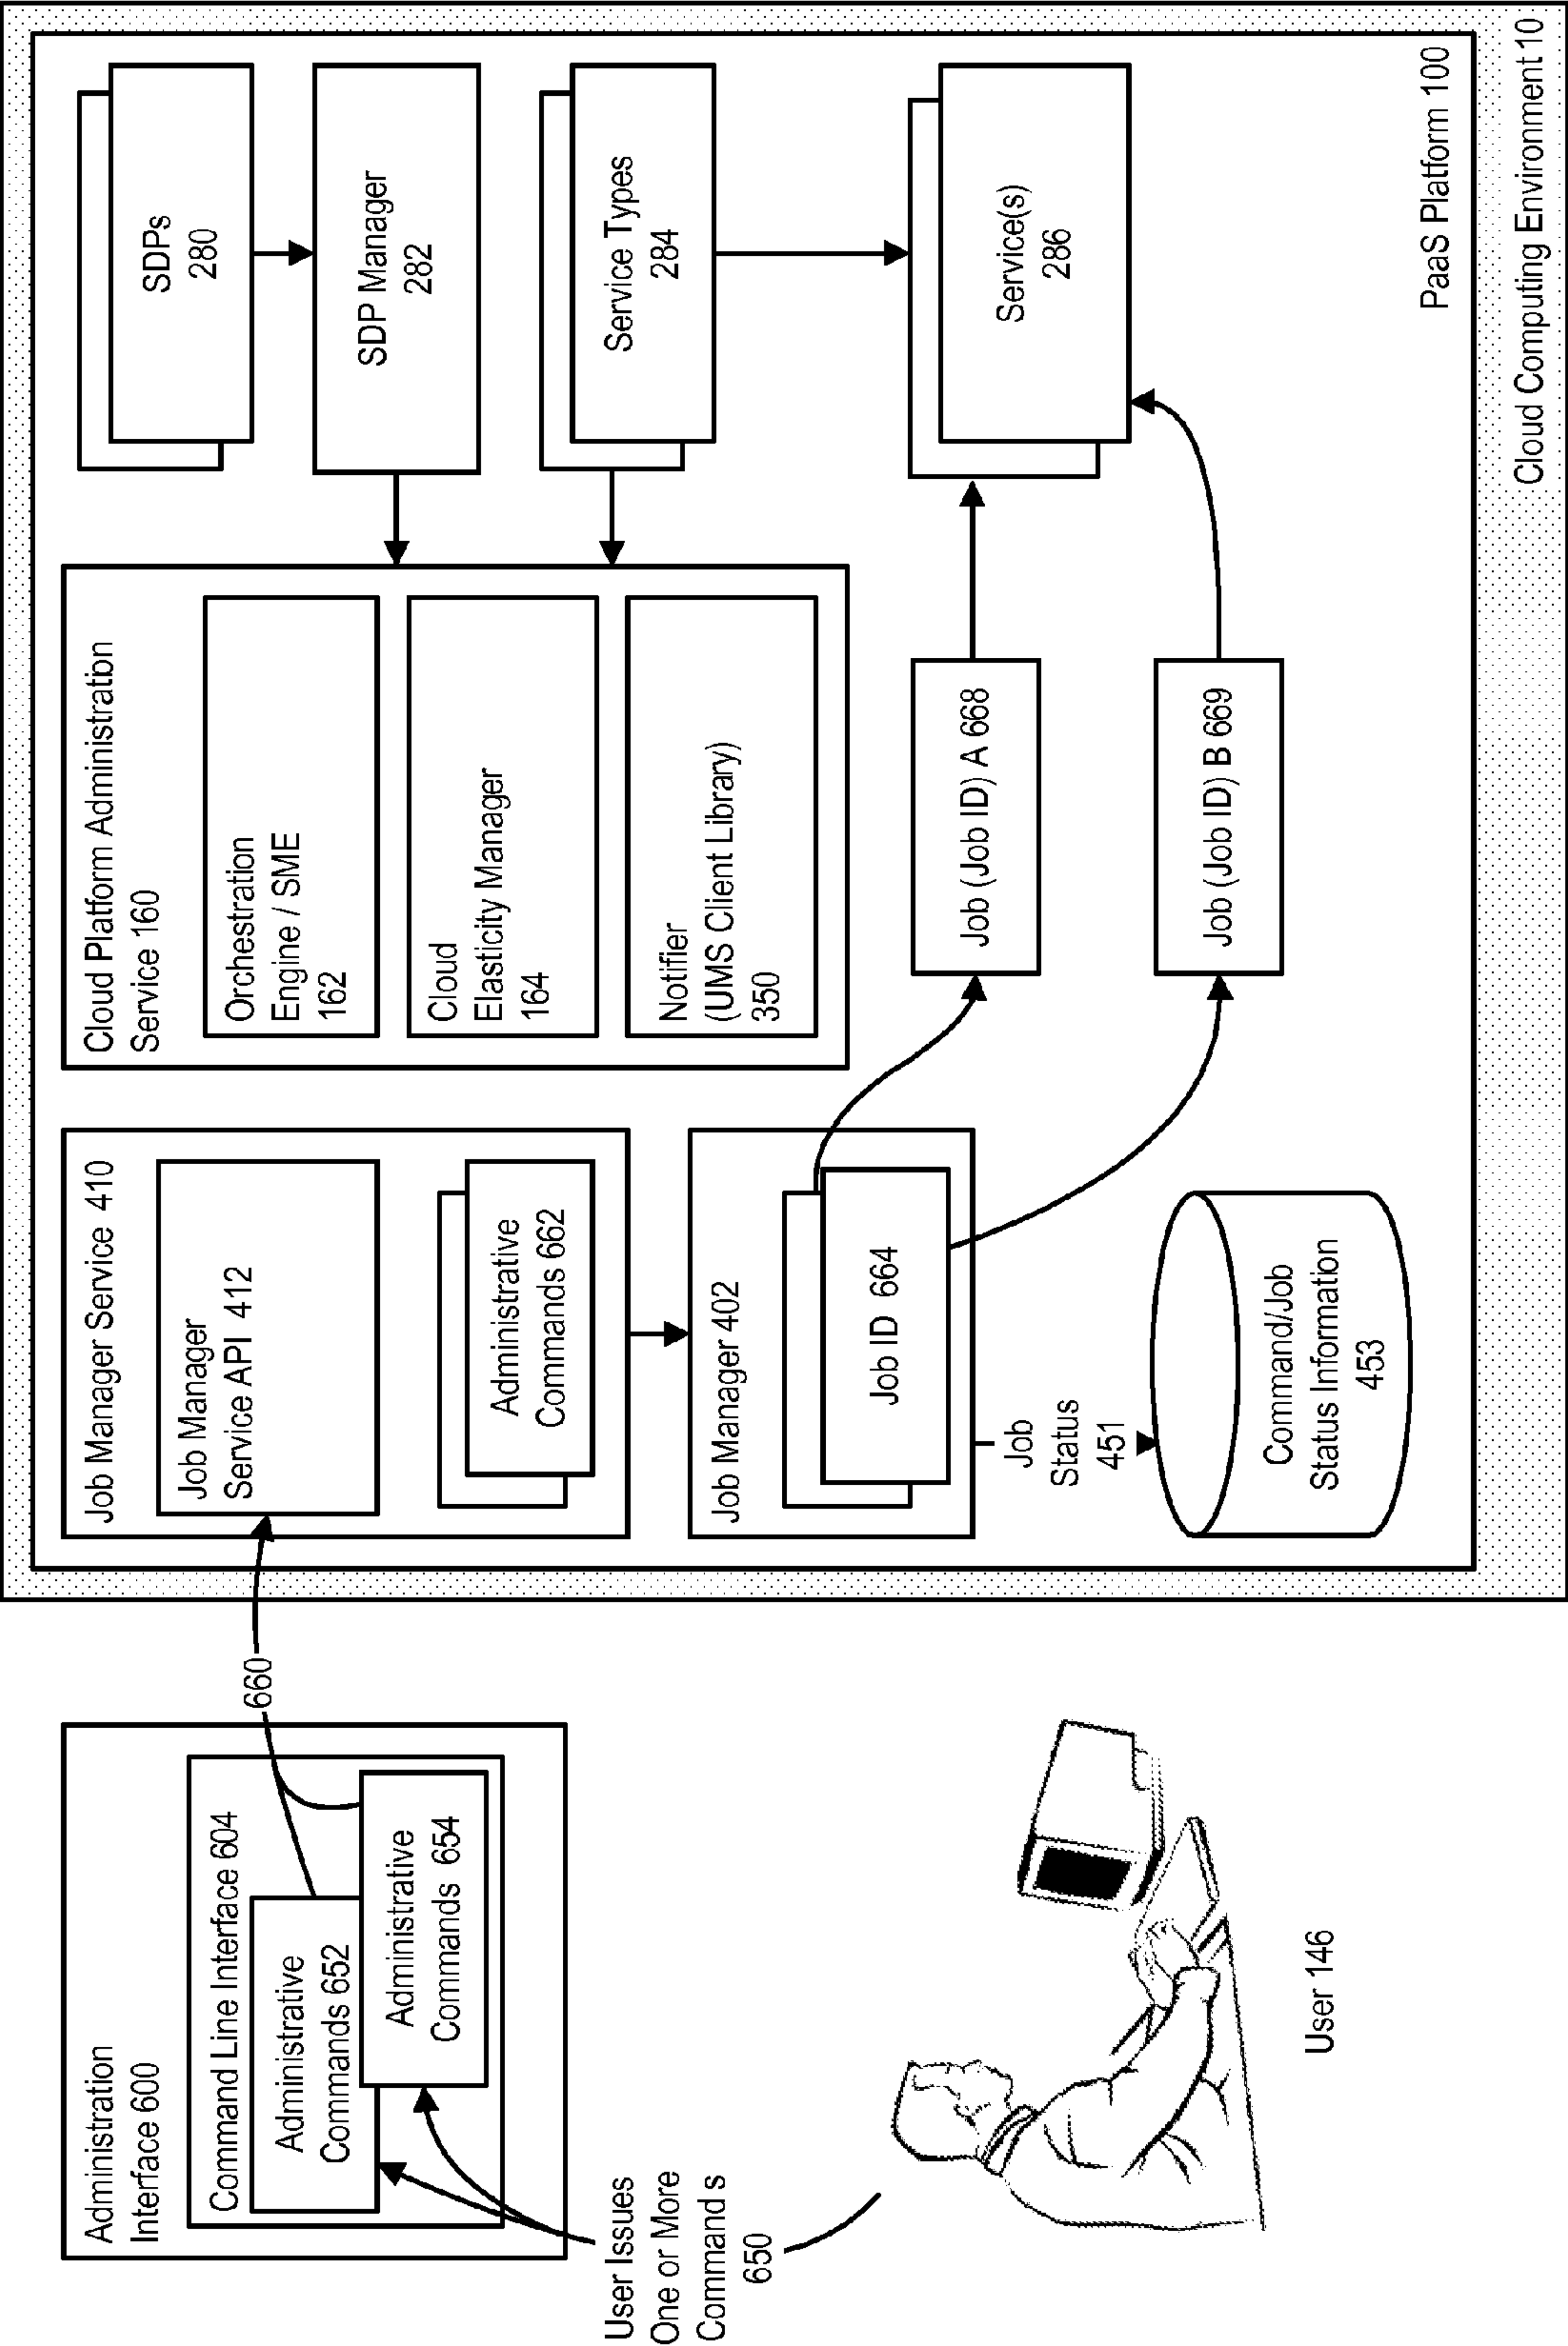 Administration
Interface 600
Command Line Interface 604
Administrative
Commands 652
Administrative
Commands 654
User Issues
One or More
Command s
650
User 146
660
Job Manager Service 410
Job Manager
Service API 412
Administrative
Commands 662
Job Manager 402
Job ID 664
Job
Status
451
Command/Job
Status Information
453
Cloud Platform Administration
Service 160
Orchestration
Engine / SME
162
Cloud
Elasticity Manager
164
Notifier
(UMS Client Library)
350
Job (Job ID) A 668
Job (Job ID) B 669
SDPs
280
SDP Manager
282
Service Types
284
Service(s)
286
PaaS Platform 100
Cloud Computing Environment 10